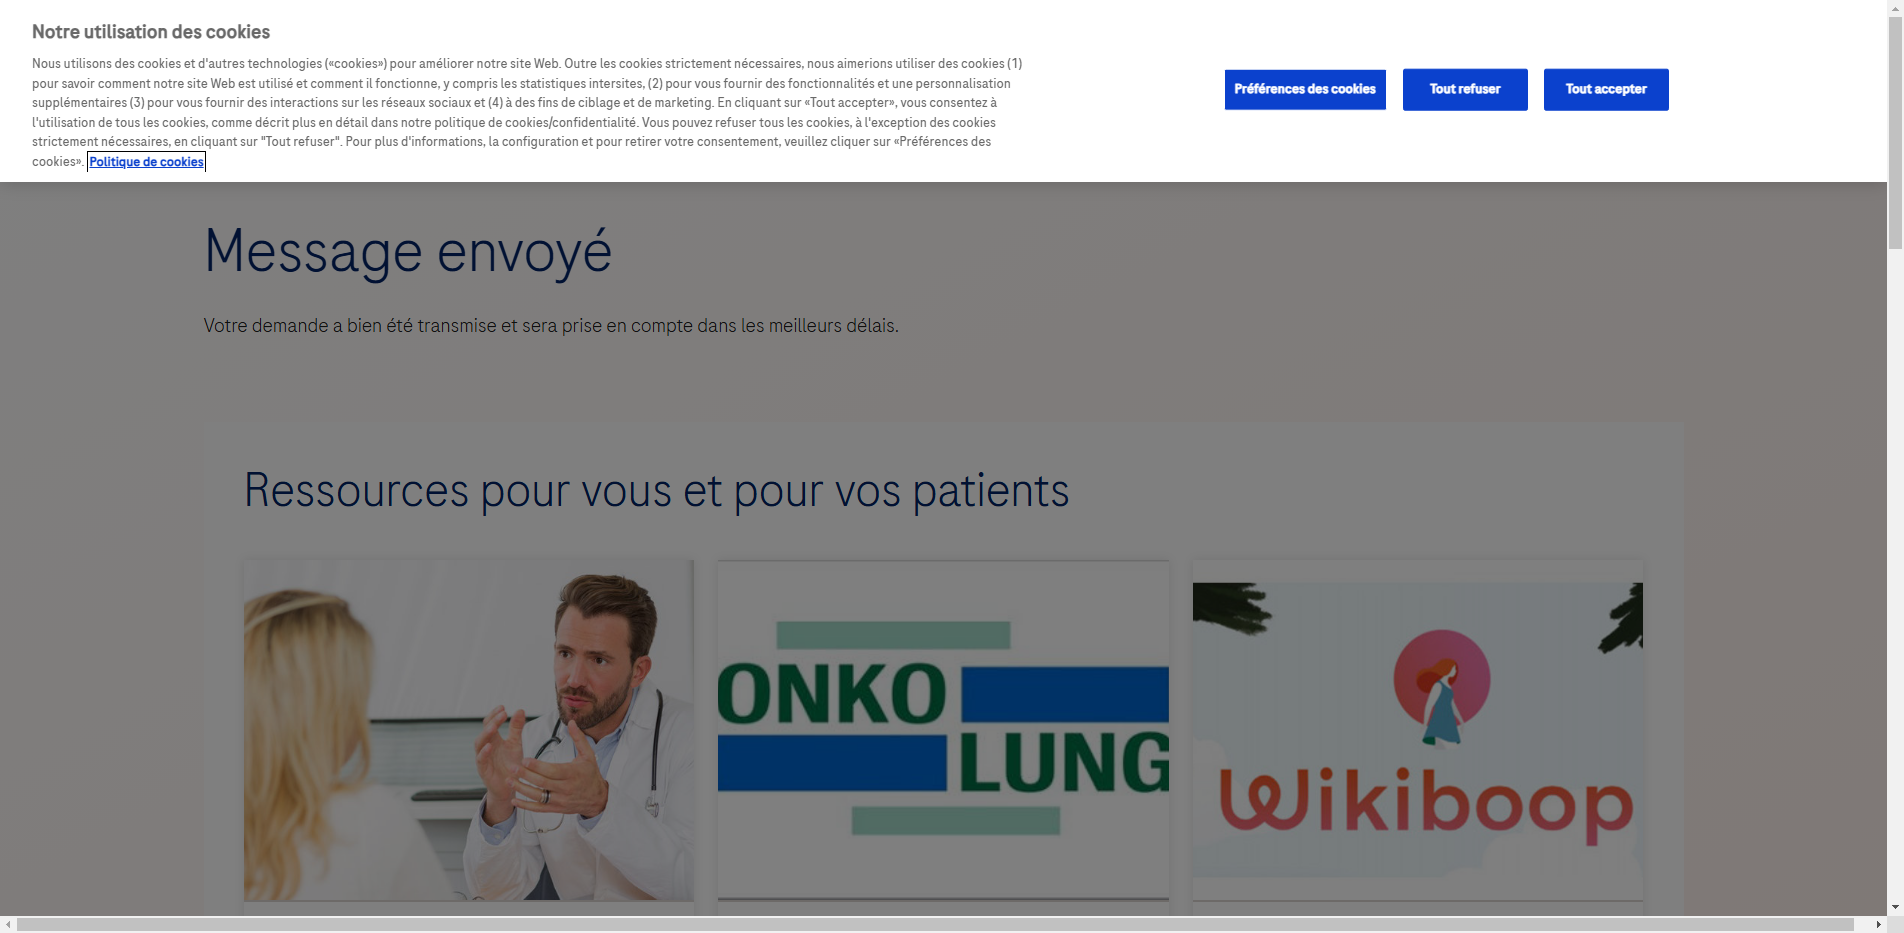 Notre utilisation des cookies
Nous utilisons des cookies et d'autres technologies («cookies») pour améliorer notre site Web. Outre les cookies strictement nécessaires, nous aimerions utiliser des cookies (1)
pour savoir comment notre site Web est utilisé et comment il fonctionne, y compris les statistiques intersites, (2) pour vous fournir des fonctionnalités et une personnalisation
supplémentaires (3) pour vous fournir des interactions sur les réseaux sociaux et (4) à des fins de ciblage et de marketing. En cliquant sur «Tout accepter», vous consentez à
l'utilisation de tous les cookies, comme décrit plus en détail dans notre politique de cookies/confidentialité. Vous pouvez refuser tous les cookies, à l'exception des cookies
strictement nécessaires, en cliquant sur "Tout refuser". Pour plus d'informations, la configuration et pour retirer votre consentement, veuillez cliquer sur «Préférences des
cookies». Politique de cookies
Préférences des cookies
Tout refuser
Tout accepter
Message envoyé
Votre demande a bien été transmise et sera prise en compte dans les meilleurs délais.
Ressources pour vous et pour vos patients
ONKO
LUNG
Wikiboop